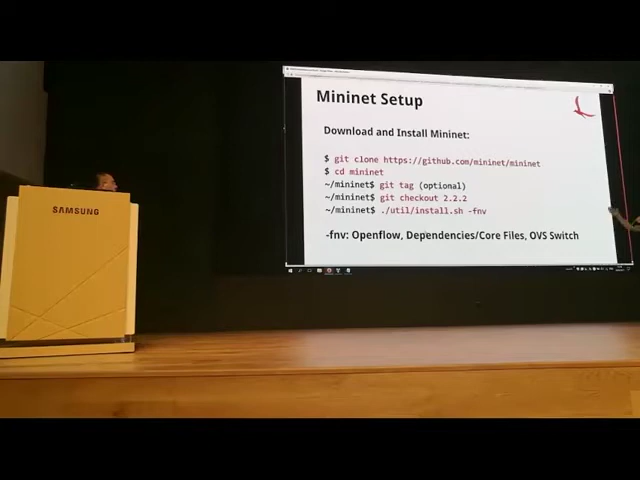 Mininet Setup
Download and Install Mininet:
$ git clone https://github.com/mininet/mininet
$ cd mininet
~/mininet$ git tag (optional)
~/mininet$ git checkout 2.2.2
~/mininet$ ./util/install.sh -fnv
-fnv: Openflow, Dependencies/Core Files, OVS Switch
SAMSUNG